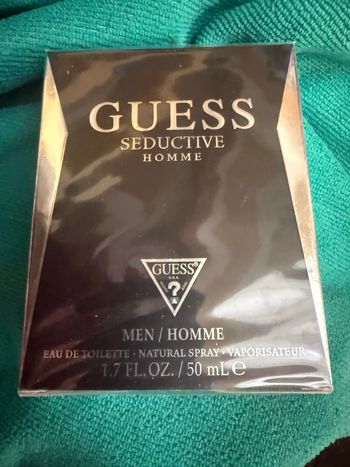 GUESS
SEDUCTIVE
HOMME
GUESS
U.S.A.
?
MEN / HOMME
EAU DE TOILETTE · NATURAL SPRAY · VAPORISATEUR
1.7 FL.OZ. / 50 mL ℮